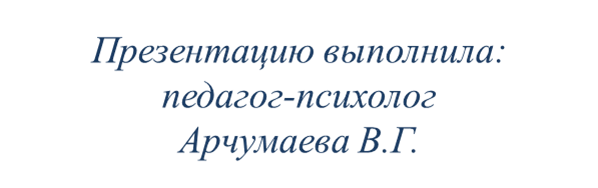 Презентацию выполнила:
педагог-психолог
Арчумаева В.Г.